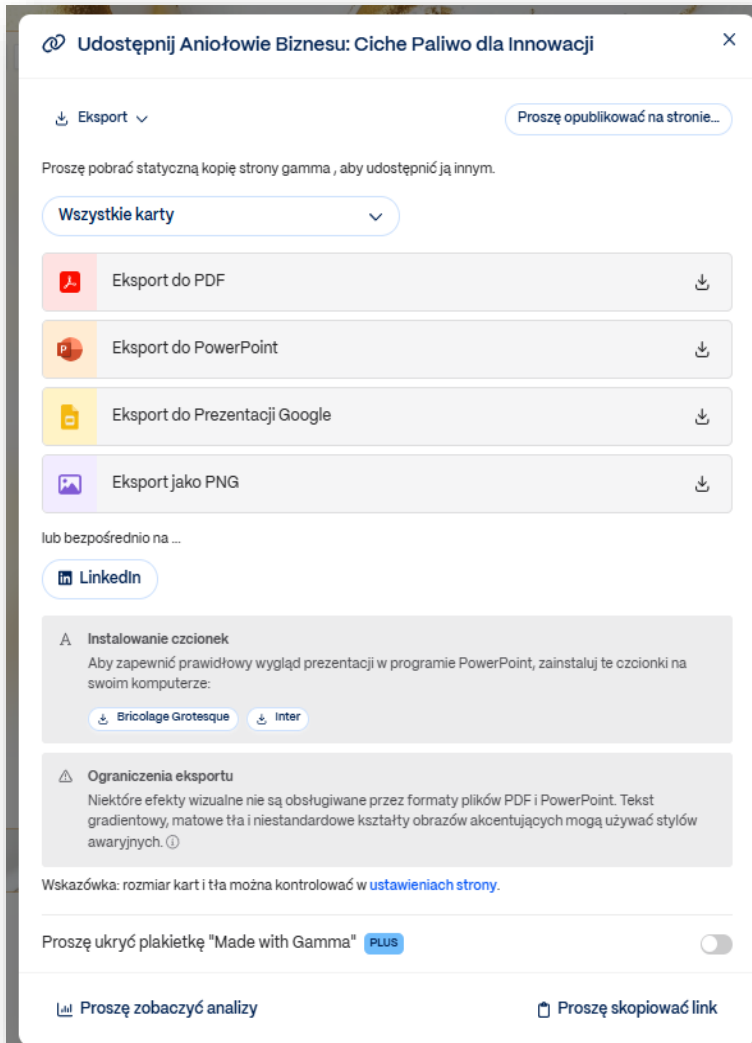 Udostępnij Aniołowie Biznesu: Ciche Paliwo dla Innowacji
Eksport
Proszę opublikować na stronie...
Proszę pobrać statyczną kopię strony gamma , aby udostępnić ją innym.
Wszystkie karty
Eksport do PDF
Eksport do PowerPoint
Eksport do Prezentacji Google
Eksport jako PNG
lub bezpośrednio na ...
LinkedIn
Instalowanie czcionek
Aby zapewnić prawidłowy wygląd prezentacji w programie PowerPoint, zainstaluj te czcionki na
swoim komputerze:
Bricolage Grotesque
Inter
Ograniczenia eksportu
Niektóre efekty wizualne nie są obsługiwane przez formaty plików PDF i PowerPoint. Tekst
gradientowy, matowe tła i niestandardowe kształty obrazów akcentujących mogą używać stylów
awaryjnych.
Wskazówka: rozmiar kart i tła można kontrolować w ustawieniach strony.
Proszę ukryć plakietkę "Made with Gamma" PLUS
Proszę zobaczyć analizy
Proszę skopiować link